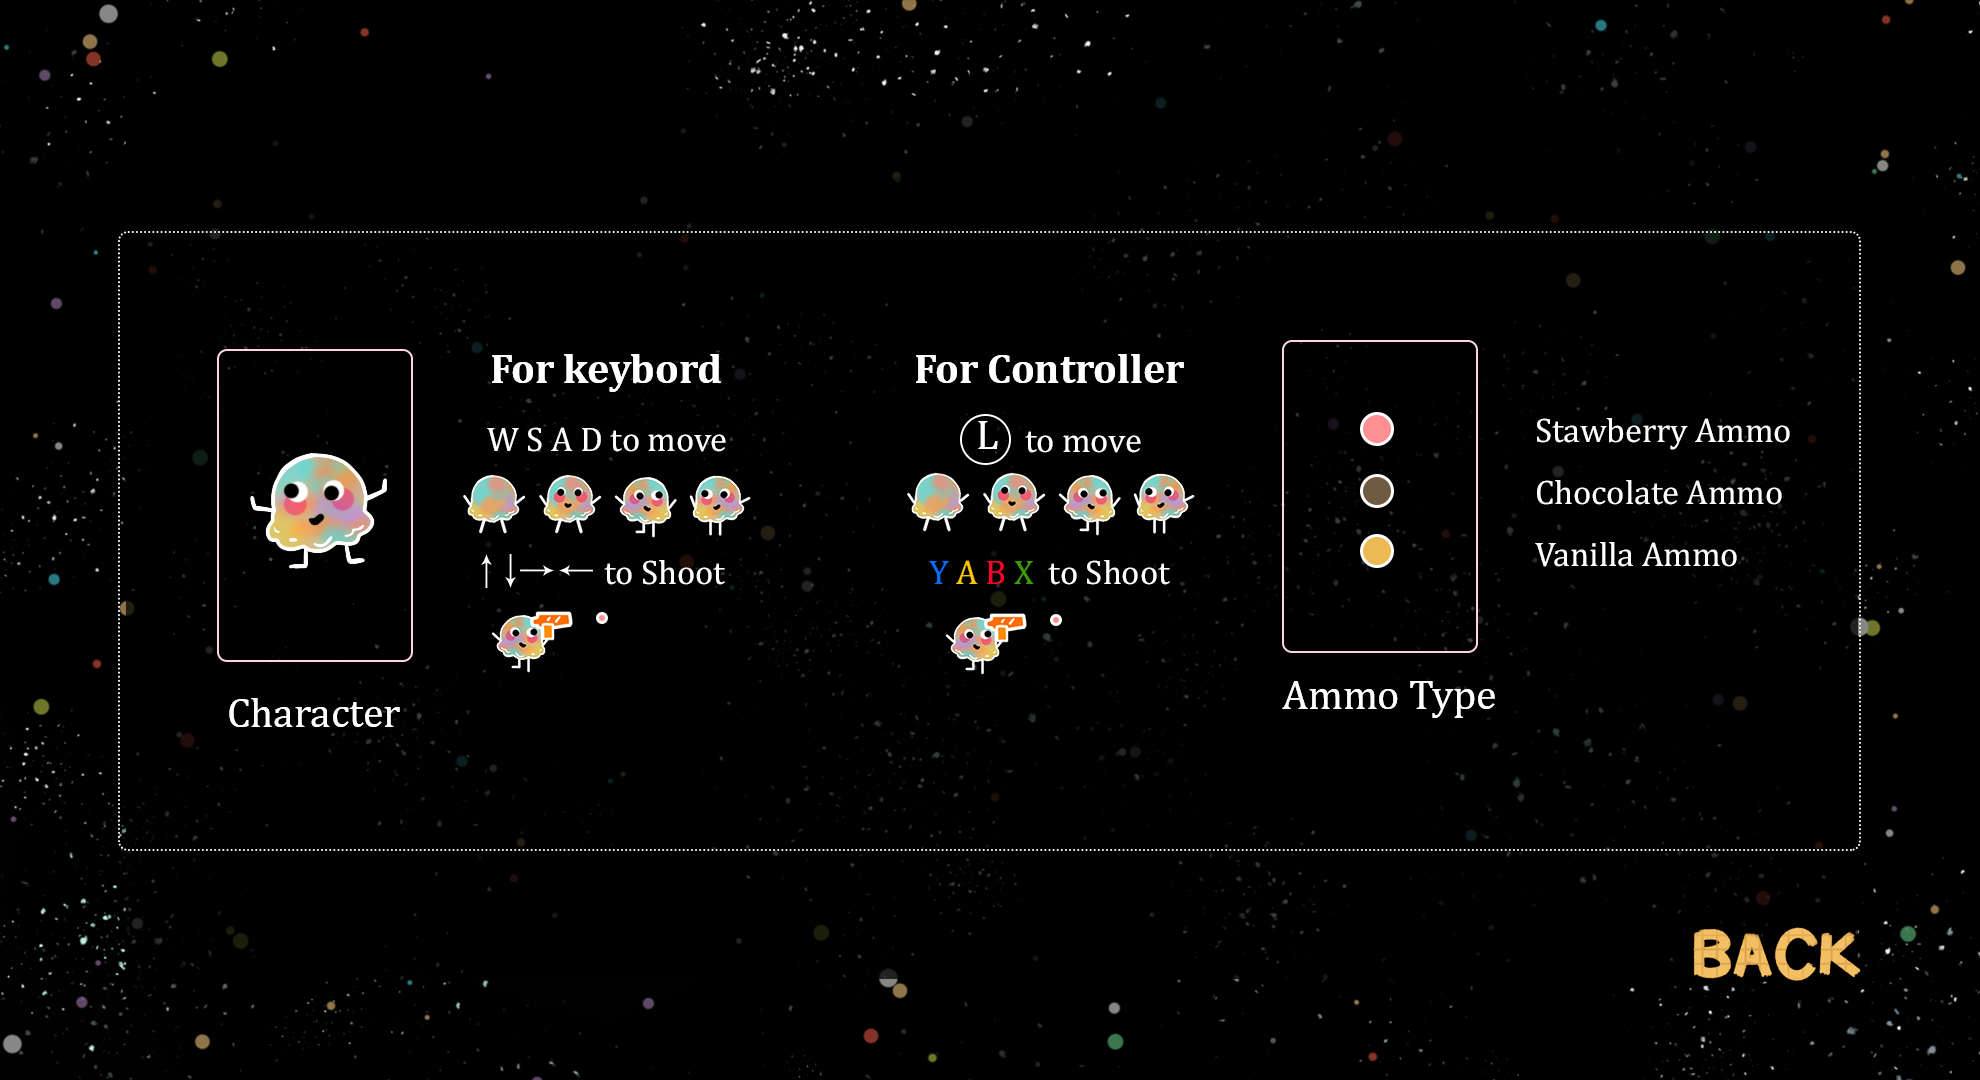 For keybord
W S A D to move
↑ ↓ → ← to Shoot
Character
For Controller
L to move
Y A B X to Shoot
Ammo Type
Stawberry Ammo
Chocolate Ammo
Vanilla Ammo
BACK